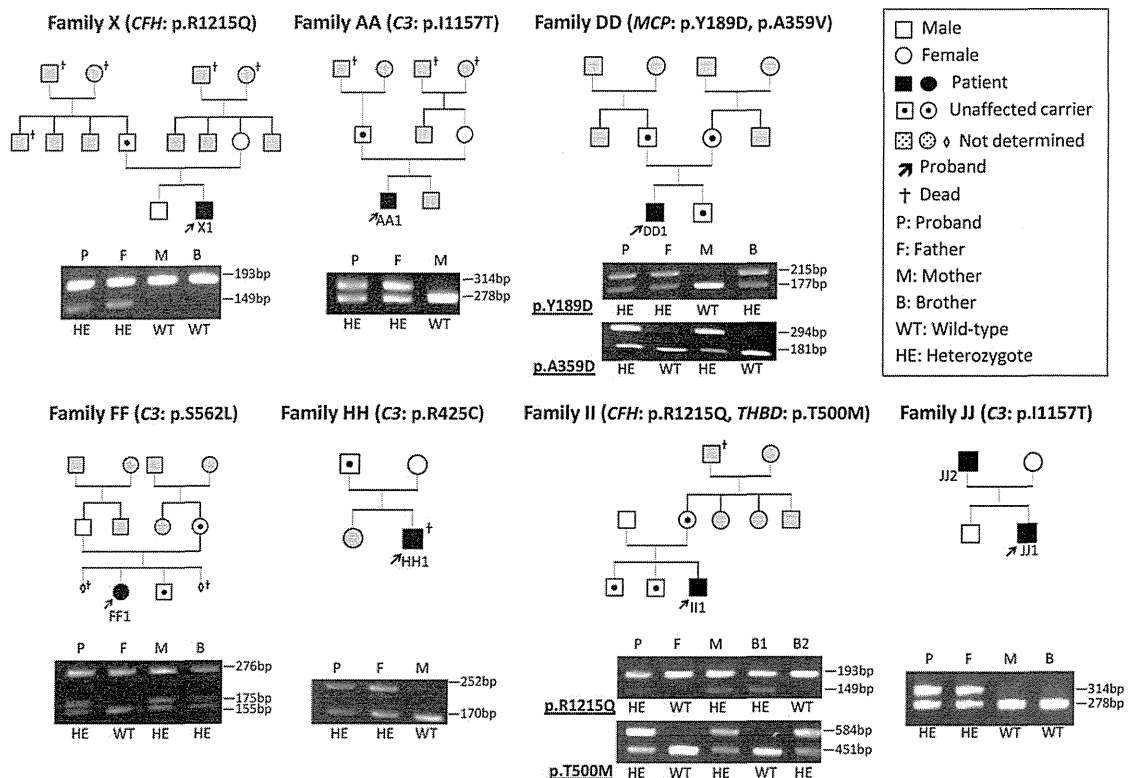 Family X (CFH: p.R1215Q)
Family AA (C3: p.I1157T)
Family DD (MCP: p.Y189D, p.A359V)
Male
Female
Patient
Unaffected carrier
Not determined
Proband
† Dead
P: Proband
F: Father
M: Mother
B: Brother
WT: Wild-type
HE: Heterozygote
†
†
†
†
†
X1
P F M B
193bp
149bp
HE HE WT WT
†
†
†
AA1
P F M
314bp
278bp
HE HE WT
DD1
P F M B
215bp
177bp
p.Y189D
HE HE WT HE
294bp
181bp
p.A359D
HE WT HE WT
Family FF (C3: p.S562L)
Family HH (C3: p.R425C)
Family II (CFH: p.R1215Q, THBD: p.T500M)
Family JJ (C3: p.I1157T)
†
†
FF1
P F M B
276bp
175bp
155bp
HE WT HE HE
†
HH1
P F M
252bp
170bp
HE HE WT
†
II1
P F M B1 B2
193bp
149bp
p.R1215Q
HE WT HE HE WT
584bp
451bp
p.T500M
HE WT HE WT HE
JJ2
JJ1
P F M B
314bp
278bp
HE HE WT WT